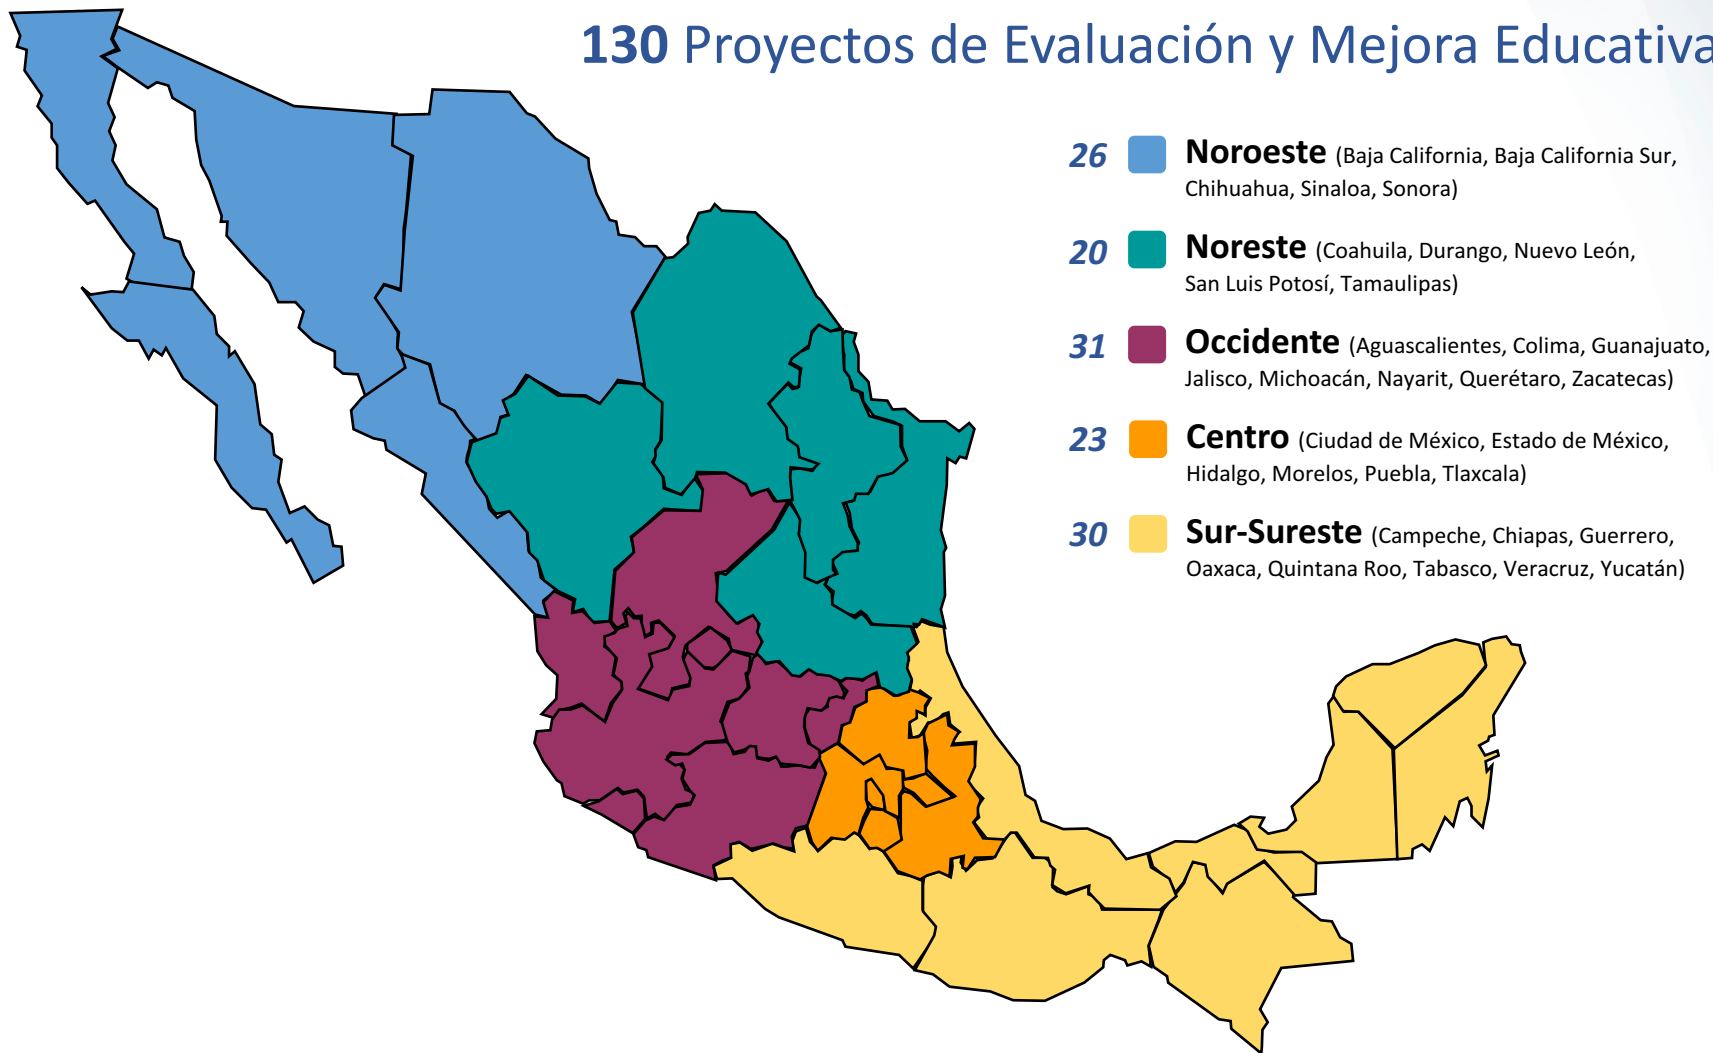 130 Proyectos de Evaluación y Mejora Educativa
26 Noroeste (Baja California, Baja California Sur,
Chihuahua, Sinaloa, Sonora)
20 Noreste (Coahuila, Durango, Nuevo León,
San Luis Potosí, Tamaulipas)
31 Occidente (Aguascalientes, Colima, Guanajuato,
Jalisco, Michoacán, Nayarit, Querétaro, Zacatecas)
23 Centro (Ciudad de México, Estado de México,
Hidalgo, Morelos, Puebla, Tlaxcala)
30 Sur-Sureste (Campeche, Chiapas, Guerrero,
Oaxaca, Quintana Roo, Tabasco, Veracruz, Yucatán)